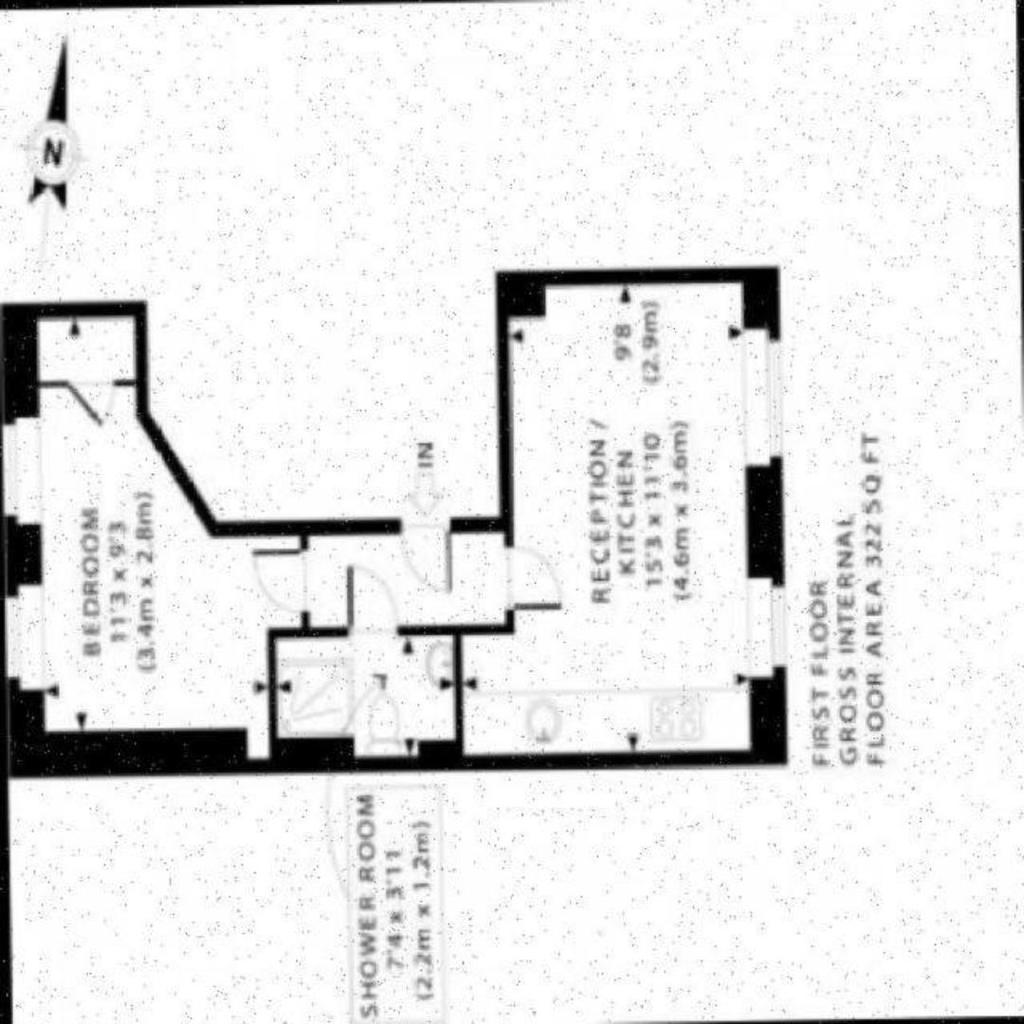 N
BEDROOM
11'3 x 9'3
(3.4m x 2.8m)
IN
RECEPTION /
KITCHEN
15'3 x 11'10
(4.6m x 3.6m)
9'8
(2.9m)
SHOWER ROOM
7'4 x 3'11
(2.2m x 1.2m)
FIRST FLOOR
GROSS INTERNAL
FLOOR AREA 322 SQ FT